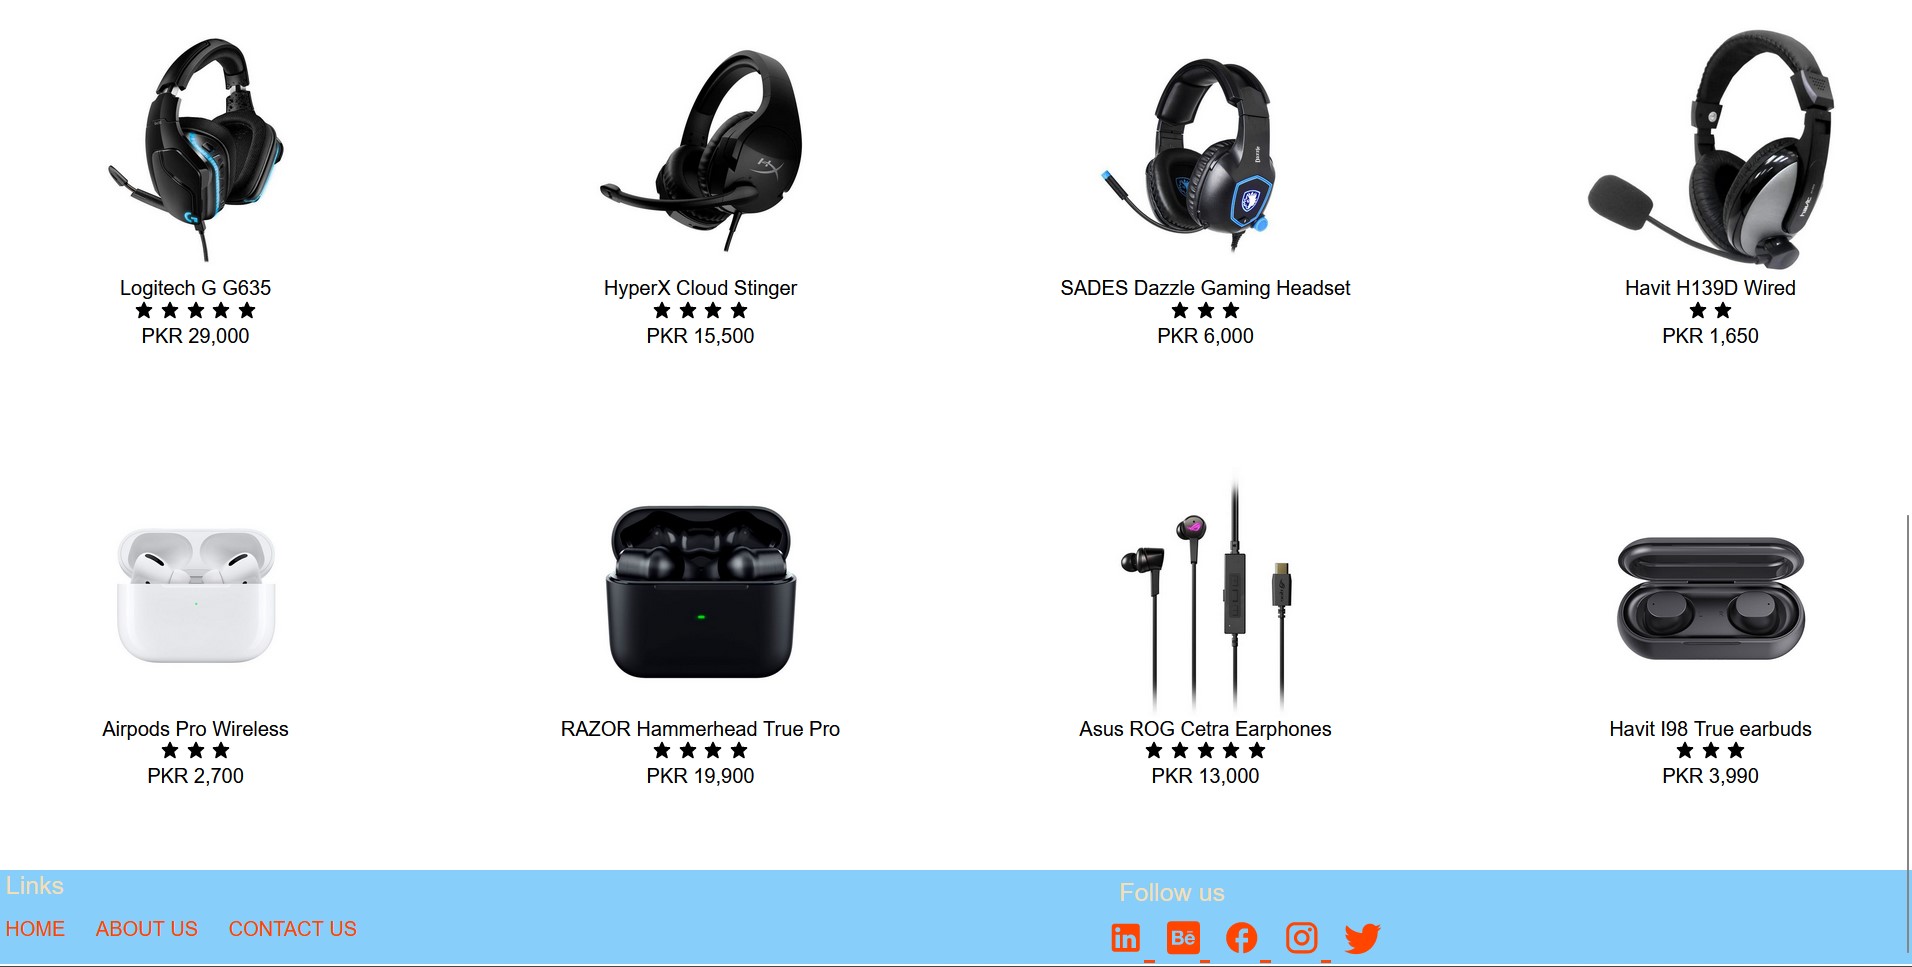 Logitech G G635
PKR 29,000
HyperX Cloud Stinger
PKR 15,500
SADES Dazzle Gaming Headset
PKR 6,000
Havit H139D Wired
PKR 1,650
Airpods Pro Wireless
PKR 2,700
RAZOR Hammerhead True Pro
PKR 19,900
Asus ROG Cetra Earphones
PKR 13,000
Havit I98 True earbuds
PKR 3,990
Links
HOME ABOUT US CONTACT US
Follow us
in Bē